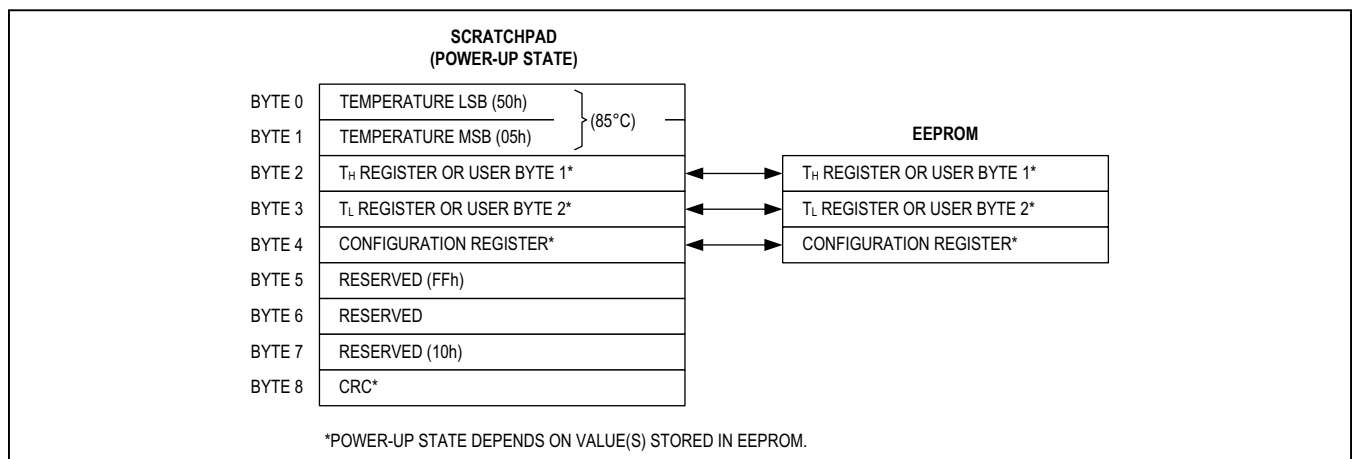 SCRATCHPAD
(POWER-UP STATE)
BYTE 0 TEMPERATURE LSB (50h)
(85°C)
BYTE 1 TEMPERATURE MSB (05h)
EEPROM
BYTE 2 TH REGISTER OR USER BYTE 1* TH REGISTER OR USER BYTE 1*
BYTE 3 TL REGISTER OR USER BYTE 2* TL REGISTER OR USER BYTE 2*
BYTE 4 CONFIGURATION REGISTER* CONFIGURATION REGISTER*
BYTE 5 RESERVED (FFh)
BYTE 6 RESERVED
BYTE 7 RESERVED (10h)
BYTE 8 CRC*
*POWER-UP STATE DEPENDS ON VALUE(S) STORED IN EEPROM.